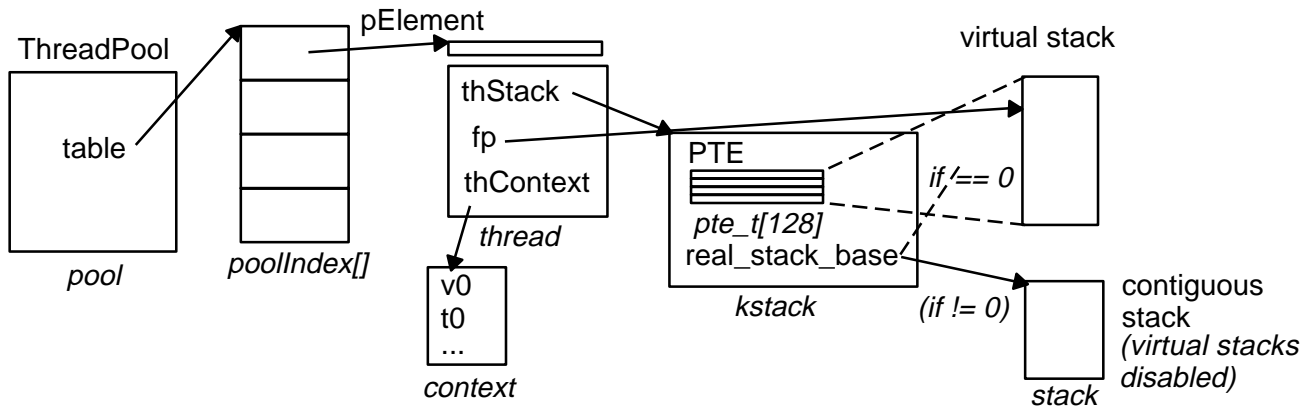 ThreadPool
table
pool
poolIndex[]
pElement
thStack
fp
thContext
thread
v0
t0
...
context
PTE
pte_t[128]
real_stack_base
kstack
virtual stack
if == 0
(if != 0)
contiguous
stack
(virtual stacks
disabled)
stack